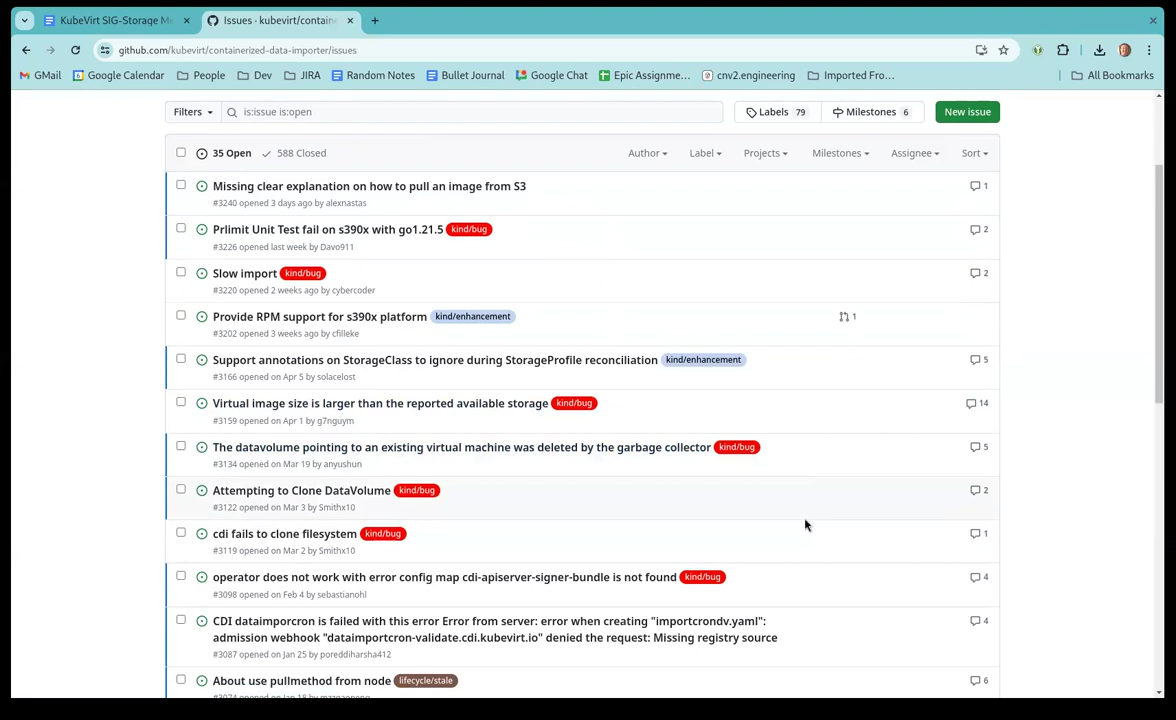 KubeVirt SIG-Storage Me
Issues · kubevirt/contain
github.com/kubevirt/containerized-data-importer/issues
GMail
Google Calendar
People
Dev
JIRA
Random Notes
Bullet Journal
Google Chat
Epic Assignme...
cnv2.engineering
Imported Fro...
All Bookmarks
Filters
is:issue is:open
Labels 79
Milestones 6
New issue
35 Open
588 Closed
Author
Label
Projects
Milestones
Assignee
Sort
Missing clear explanation on how to pull an image from S3
1
#3240 opened 3 days ago by alexnastas
Prlimit Unit Test fail on s390x with go1.21.5 kind/bug
2
#3226 opened last week by Davo911
Slow import kind/bug
2
#3220 opened 2 weeks ago by cybercoder
Provide RPM support for s390x platform kind/enhancement
1
#3202 opened 3 weeks ago by cfilleke
Support annotations on StorageClass to ignore during StorageProfile reconciliation kind/enhancement
5
#3166 opened on Apr 5 by solacelost
Virtual image size is larger than the reported available storage kind/bug
14
#3159 opened on Apr 1 by g7nguym
The datavolume pointing to an existing virtual machine was deleted by the garbage collector kind/bug
5
#3134 opened on Mar 19 by anyushun
Attempting to Clone DataVolume kind/bug
2
#3122 opened on Mar 3 by Smithx10
cdi fails to clone filesystem kind/bug
1
#3119 opened on Mar 2 by Smithx10
operator does not work with error config map cdi-apiserver-signer-bundle is not found kind/bug
4
#3098 opened on Feb 4 by sebastianohl
CDI dataimporcron is failed with this error Error from server: error when creating "importcrondv.yaml":
admission webhook "dataimportcron-validate.cdi.kubevirt.io" denied the request: Missing registry source
4
#3087 opened on Jan 25 by poreddiharsha412
About use pullmethod from node lifecycle/stale
6
#3074 opened on Jan 18 by